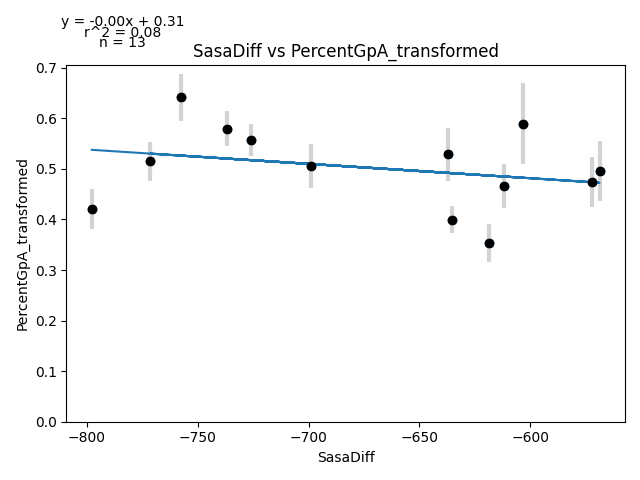 y = -0.00x + 0.31
r^2 = 0.08
n = 13
SasaDiff vs PercentGpA_transformed
0.7
0.6
0.5
0.4
0.3
0.2
0.1
0.0
PercentGpA_transformed
−800 −750 −700 −650 −600
SasaDiff